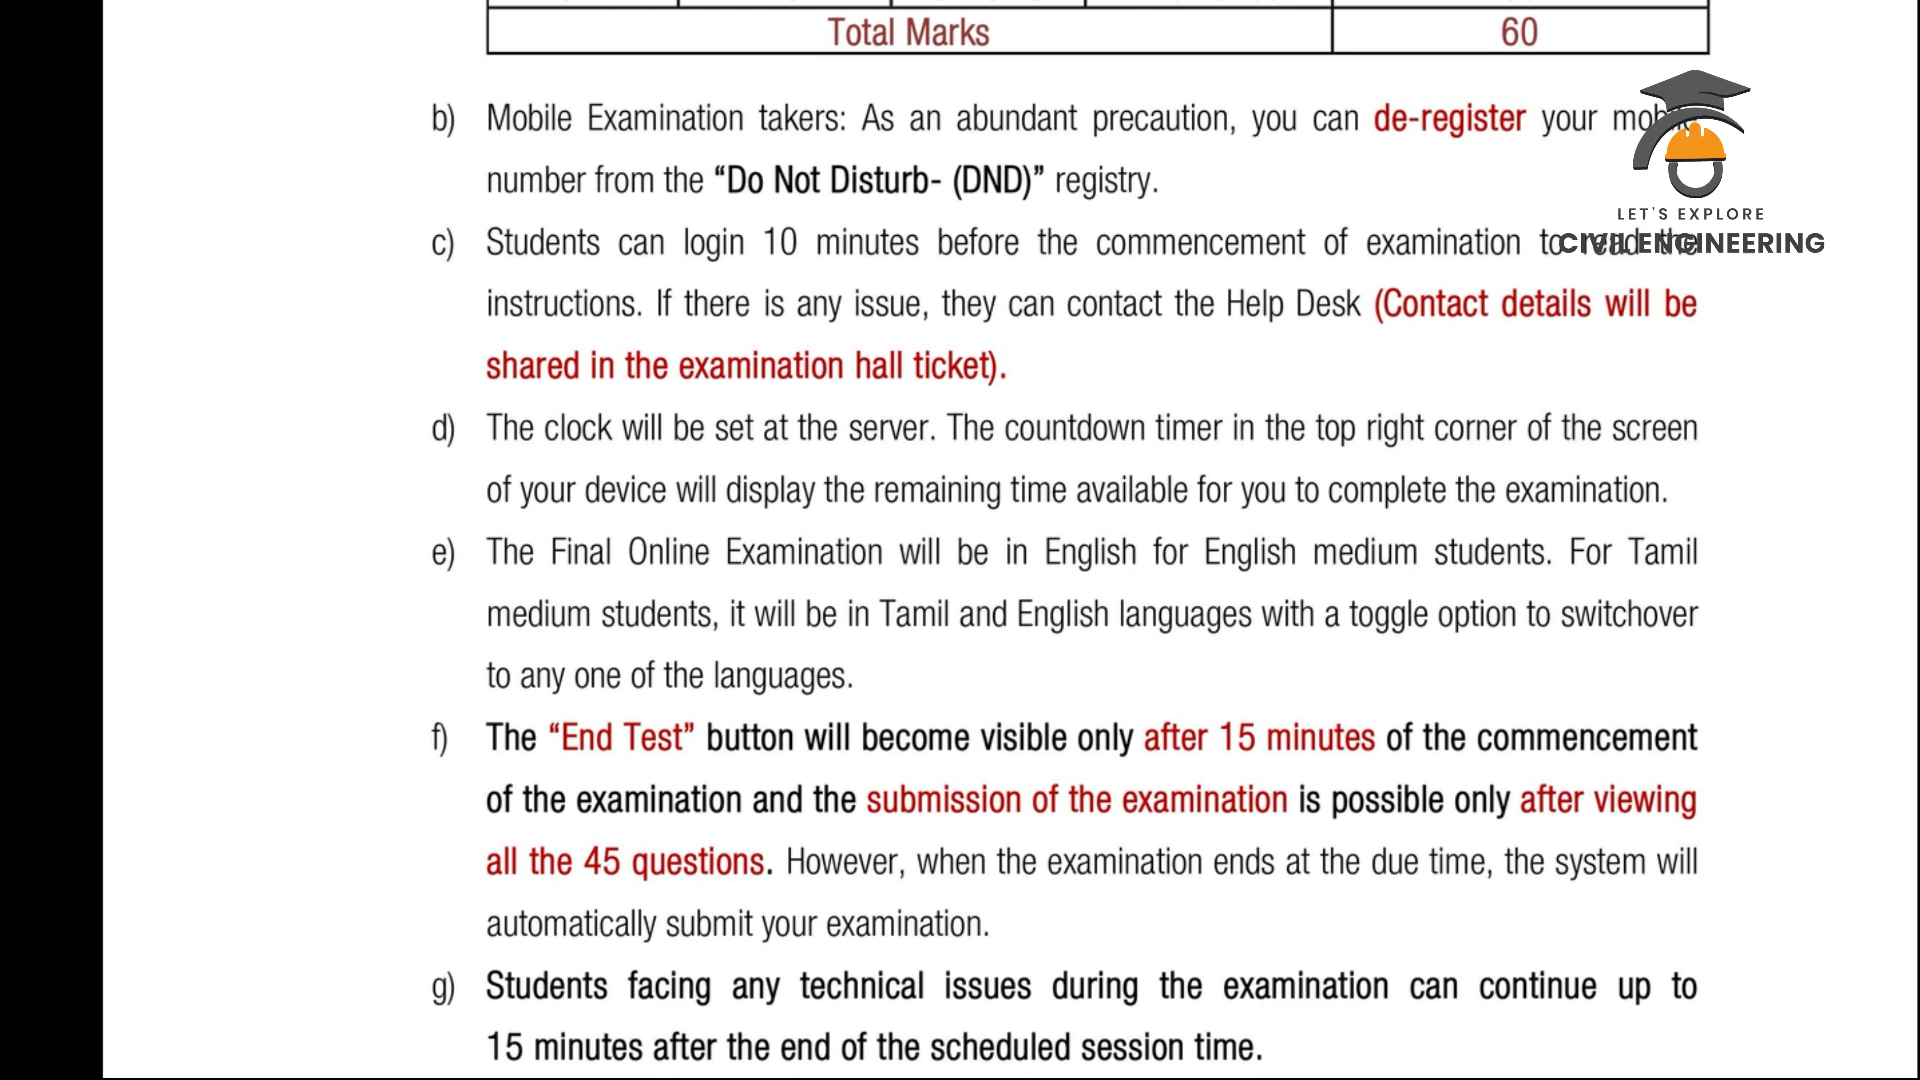 Total Marks 60
b) Mobile Examination takers: As an abundant precaution, you can de-register your mobile
number from the “Do Not Disturb- (DND)” registry.
LET'S EXPLORE
CIVIL ENGINEERING
c) Students can login 10 minutes before the commencement of examination to read the
instructions. If there is any issue, they can contact the Help Desk (Contact details will be
shared in the examination hall ticket).
d) The clock will be set at the server. The countdown timer in the top right corner of the screen
of your device will display the remaining time available for you to complete the examination.
e) The Final Online Examination will be in English for English medium students. For Tamil
medium students, it will be in Tamil and English languages with a toggle option to switchover
to any one of the languages.
f) The “End Test” button will become visible only after 15 minutes of the commencement
of the examination and the submission of the examination is possible only after viewing
all the 45 questions. However, when the examination ends at the due time, the system will
automatically submit your examination.
g) Students facing any technical issues during the examination can continue up to
15 minutes after the end of the scheduled session time.